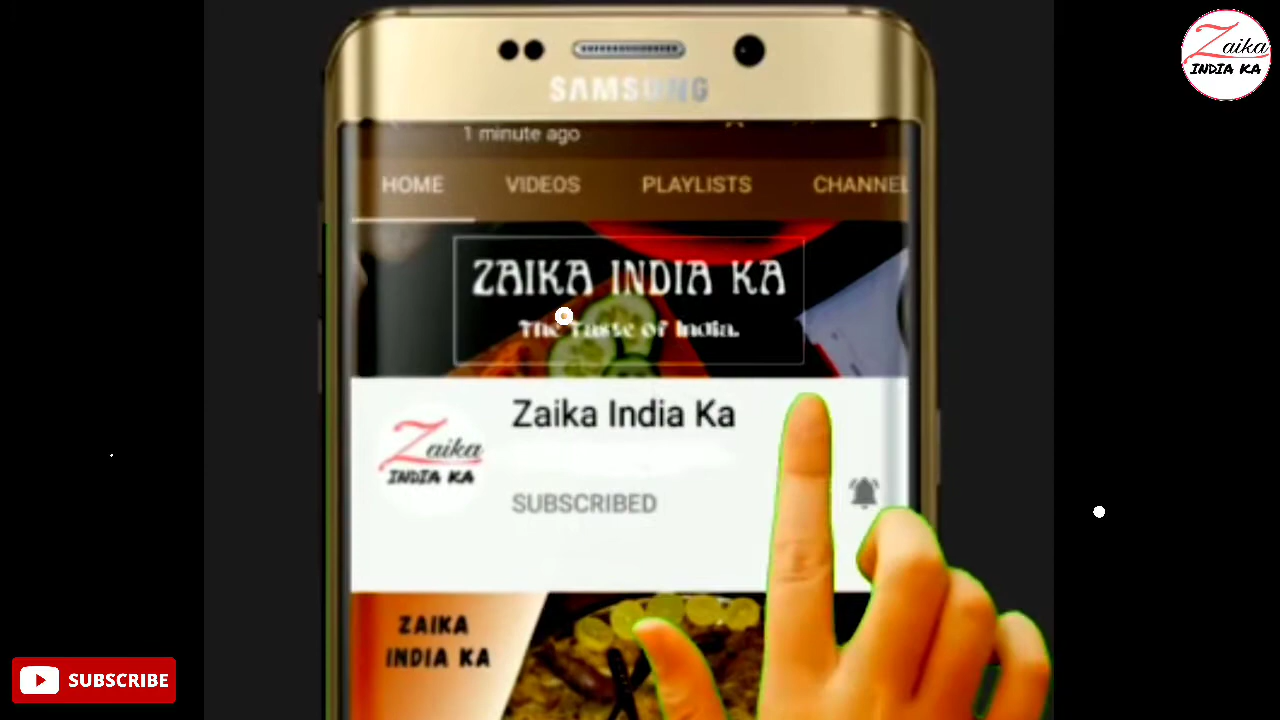 Zaika
INDIA KA
SAMSUNG
1 minute ago
HOME VIDEOS PLAYLISTS CHANNEL
ZAIKA INDIA KA
The Taste of India.
Zaika India Ka
Zaika
INDIA KA
SUBSCRIBED
ZAIKA
INDIA KA
SUBSCRIBE